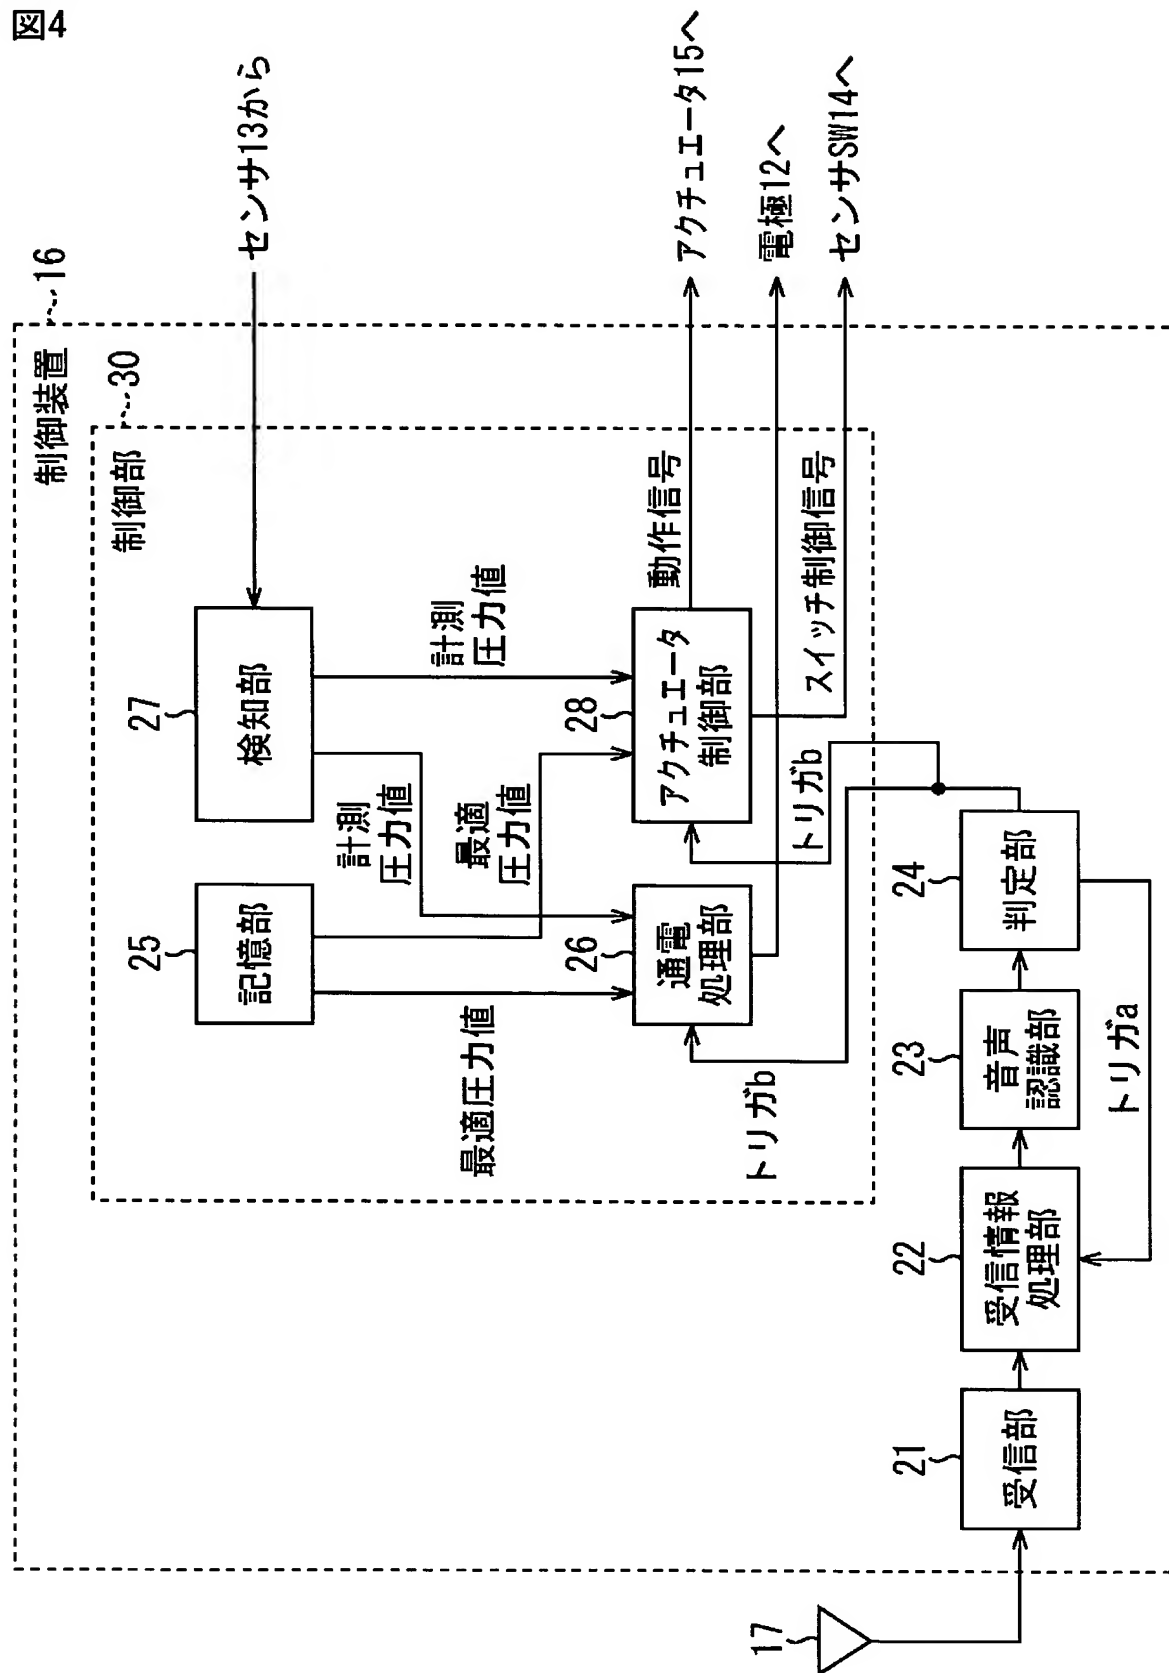 図4
制御装置
16
制御部
30
センサ13から
27
検知部
25
記憶部
計測
圧力値
計測
圧力値
最適
圧力値
最適圧力値
28
アクチュエータ
制御部
26
通電
処理部
動作信号
アクチュエータ15へ
電極12へ
スイッチ制御信号
センサSW14へ
トリガb
トリガb
17
21
受信部
22
受信情報
処理部
23
音声
認識部
24
判定部
トリガa